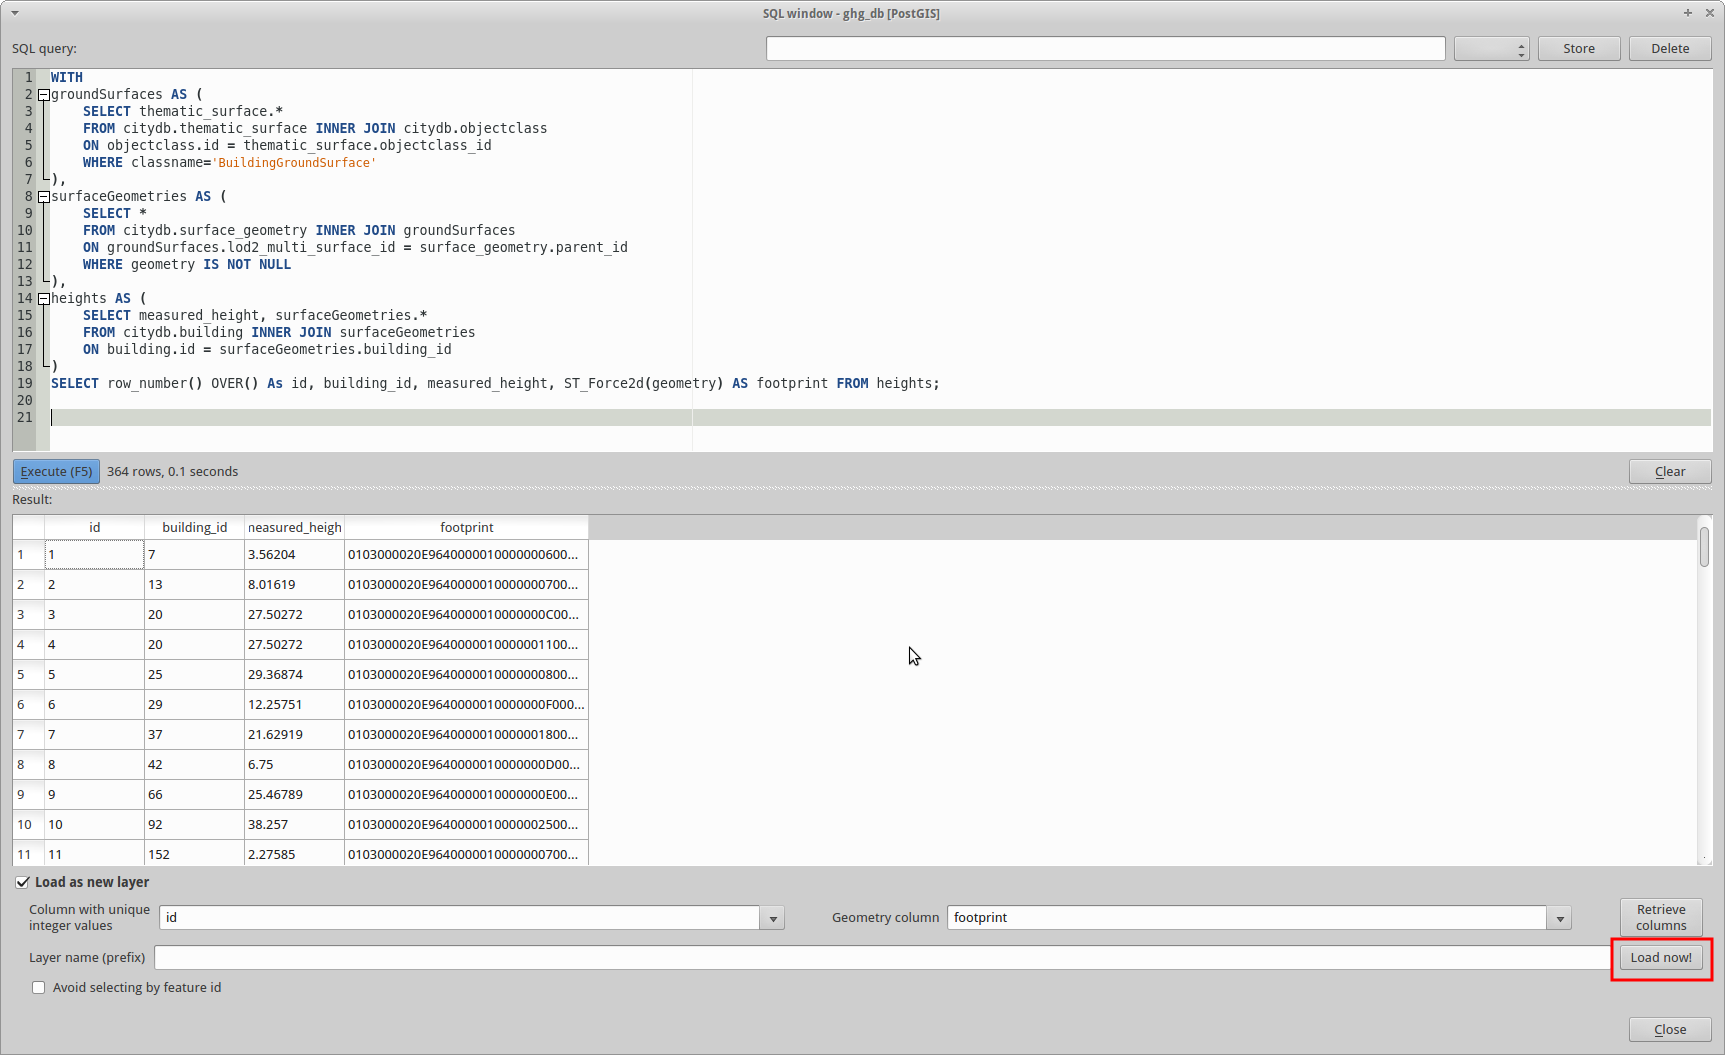 SQL window - ghg_db [PostGIS]
SQL query:
Store
Delete
1 WITH
2 groundSurfaces AS (
3 SELECT thematic_surface.*
4 FROM citydb.thematic_surface INNER JOIN citydb.objectclass
5 ON objectclass.id = thematic_surface.objectclass_id
6 WHERE classname='BuildingGroundSurface'
7 ),
8 surfaceGeometries AS (
9 SELECT *
10 FROM citydb.surface_geometry INNER JOIN groundSurfaces
11 ON groundSurfaces.lod2_multi_surface_id = surface_geometry.parent_id
12 WHERE geometry IS NOT NULL
13 ),
14 heights AS (
15 SELECT measured_height, surfaceGeometries.*
16 FROM citydb.building INNER JOIN surfaceGeometries
17 ON building.id = surfaceGeometries.building_id
18 )
19 SELECT row_number() OVER() As id, building_id, measured_height, ST_Force2d(geometry) AS footprint FROM heights;
20
21
Execute (F5) 364 rows, 0.1 seconds
Clear
Result:
id building_id neasured_heigh footprint
1 1 7 3.56204 0103000020E9640000010000000600...
2 2 13 8.01619 0103000020E9640000010000000700...
3 3 20 27.50272 0103000020E9640000010000000C00...
4 4 20 27.50272 0103000020E9640000010000001100...
5 5 25 29.36874 0103000020E9640000010000000800...
6 6 29 12.25751 0103000020E9640000010000000F000...
7 7 37 21.62919 0103000020E9640000010000001800...
8 8 42 6.75 0103000020E9640000010000000D00...
9 9 66 25.46789 0103000020E9640000010000000E00...
10 10 92 38.257 0103000020E9640000010000002500...
11 11 152 2.27585 0103000020E9640000010000000700...
Load as new layer
Column with unique
integer values
id
Geometry column footprint
Retrieve
columns
Layer name (prefix)
Load now!
Avoid selecting by feature id
Close